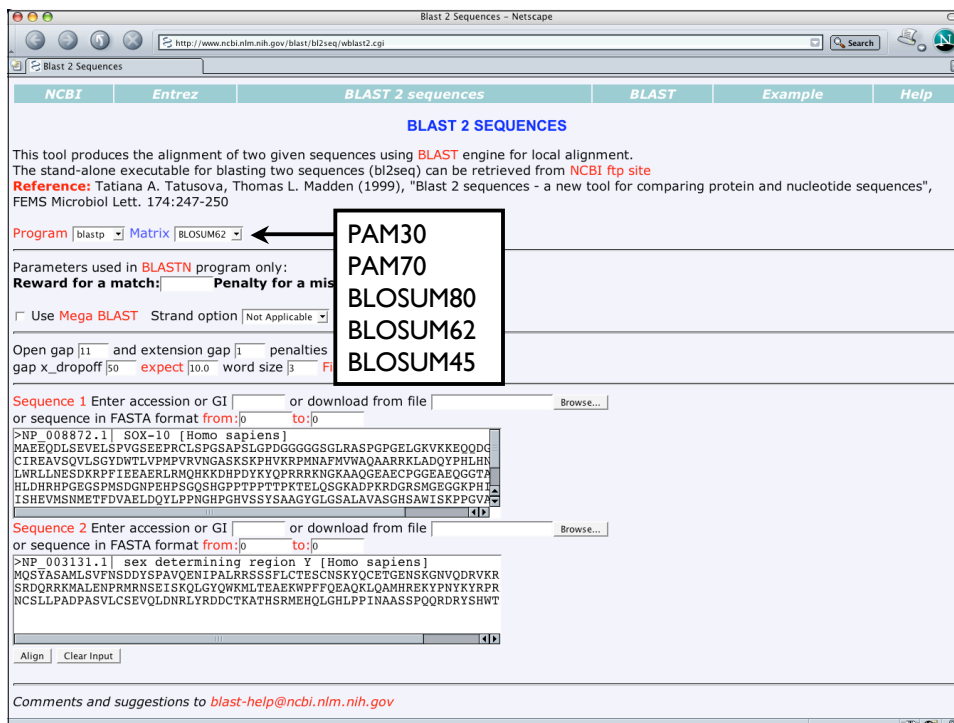 Blast 2 Sequences - Netscape
http://www.ncbi.nlm.nih.gov/blast/bl2seq/wblast2.cgi
Search
N
Blast 2 Sequences
NCBI Entrez BLAST 2 sequences BLAST Example Help
BLAST 2 SEQUENCES
This tool produces the alignment of two given sequences using BLAST engine for local alignment.
The stand-alone executable for blasting two sequences (bl2seq) can be retrieved from NCBI ftp site
Reference: Tatiana A. Tatusova, Thomas L. Madden (1999), "Blast 2 sequences - a new tool for comparing protein and nucleotide sequences",
FEMS Microbiol Lett. 174:247-250
Program blastp Matrix BLOSUM62
PAM30
PAM70
BLOSUM80
BLOSUM62
BLOSUM45
Parameters used in BLASTN program only:
Reward for a match: Penalty for a mis
Use Mega BLAST Strand option Not Applicable
Open gap 11 and extension gap 1 penalties
gap x_dropoff 50 expect 10.0 word size 3 Fi
Sequence 1 Enter accession or GI or download from file Browse...
or sequence in FASTA format from: 0 to: 0
>NP_008872.1| SOX-10 [Homo sapiens]
MAEEQDLSEVELSPVGSEEPRCLSPGSAPSLGPDGGGGGSGLRASPGPGELGKVKKEQQDG
CIREAVSQVLSGYDWTLVPMPVRVNGASKSKPHVKRPMNAFMVWAQAARRKLADQYPHLHN
LWRLLNESDKRPFIEEAERLRMQHKKDHPDYKYQPRRRKNGKAAQGEAECPGGEAEQGGTA
HLDHRHPGEGSPMSDGNPEHPSGQSHGPPTPPTTPKTELQSGKADPKRDGRSMGEGGKPHI
ISHEVMSNMETFDVAELDQYLPPNGHPGHVSSYSAAGYGLGSALAVASGHSAWISKPPGVA
Sequence 2 Enter accession or GI or download from file Browse...
or sequence in FASTA format from: 0 to: 0
>NP_003131.1| sex determining region Y [Homo sapiens]
MQSYASAMLSVFNSDDYSPAVQENIPALRRSSSFLCTESCNSKYQCETGENSKGNVQDRVKR
SRDQRRKMALENPRMRNSEISKQLGYQWKMLTEAEKWPFFQEAQKLQAMHREKYPNYKYRPR
NCSLLPADPASVLCSEVQLDNRLYRDDCTKATHSRMEHQLGHLPPINAASSPQQRDRYSHWT
Align Clear Input
Comments and suggestions to blast-help@ncbi.nlm.nih.gov